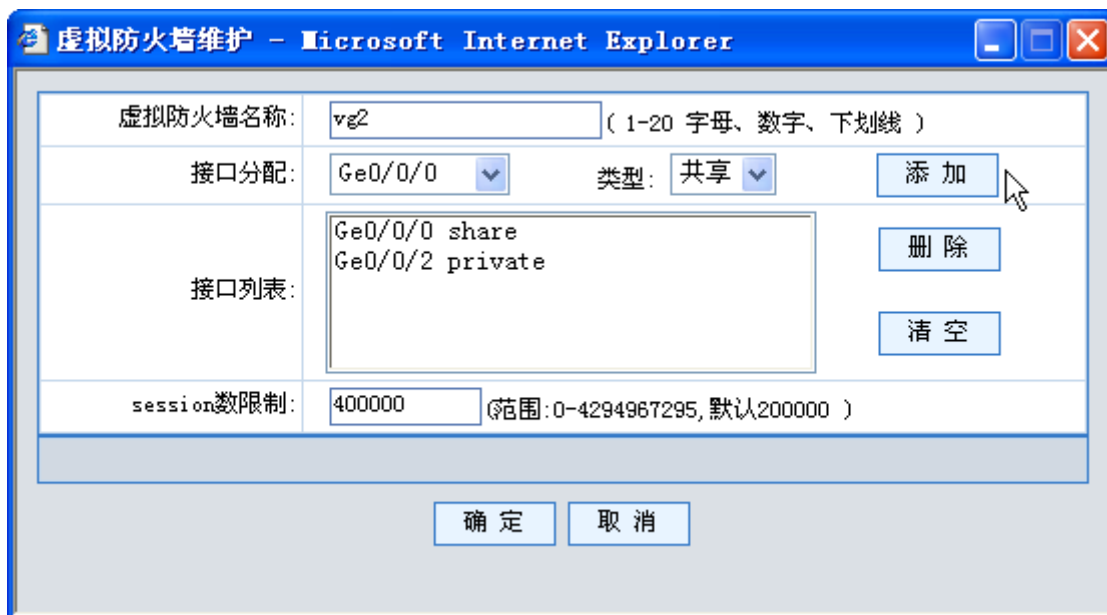 虚拟防火墙维护 - Microsoft Internet Explorer
虚拟防火墙名称: vg2 ( 1-20 字母、数字、下划线 )
接口分配: Ge0/0/0 类型: 共享 添 加
接口列表:
Ge0/0/0 share
Ge0/0/2 private
删 除
清 空
session数限制: 400000 (范围:0-4294967295,默认200000 )
确 定 取 消